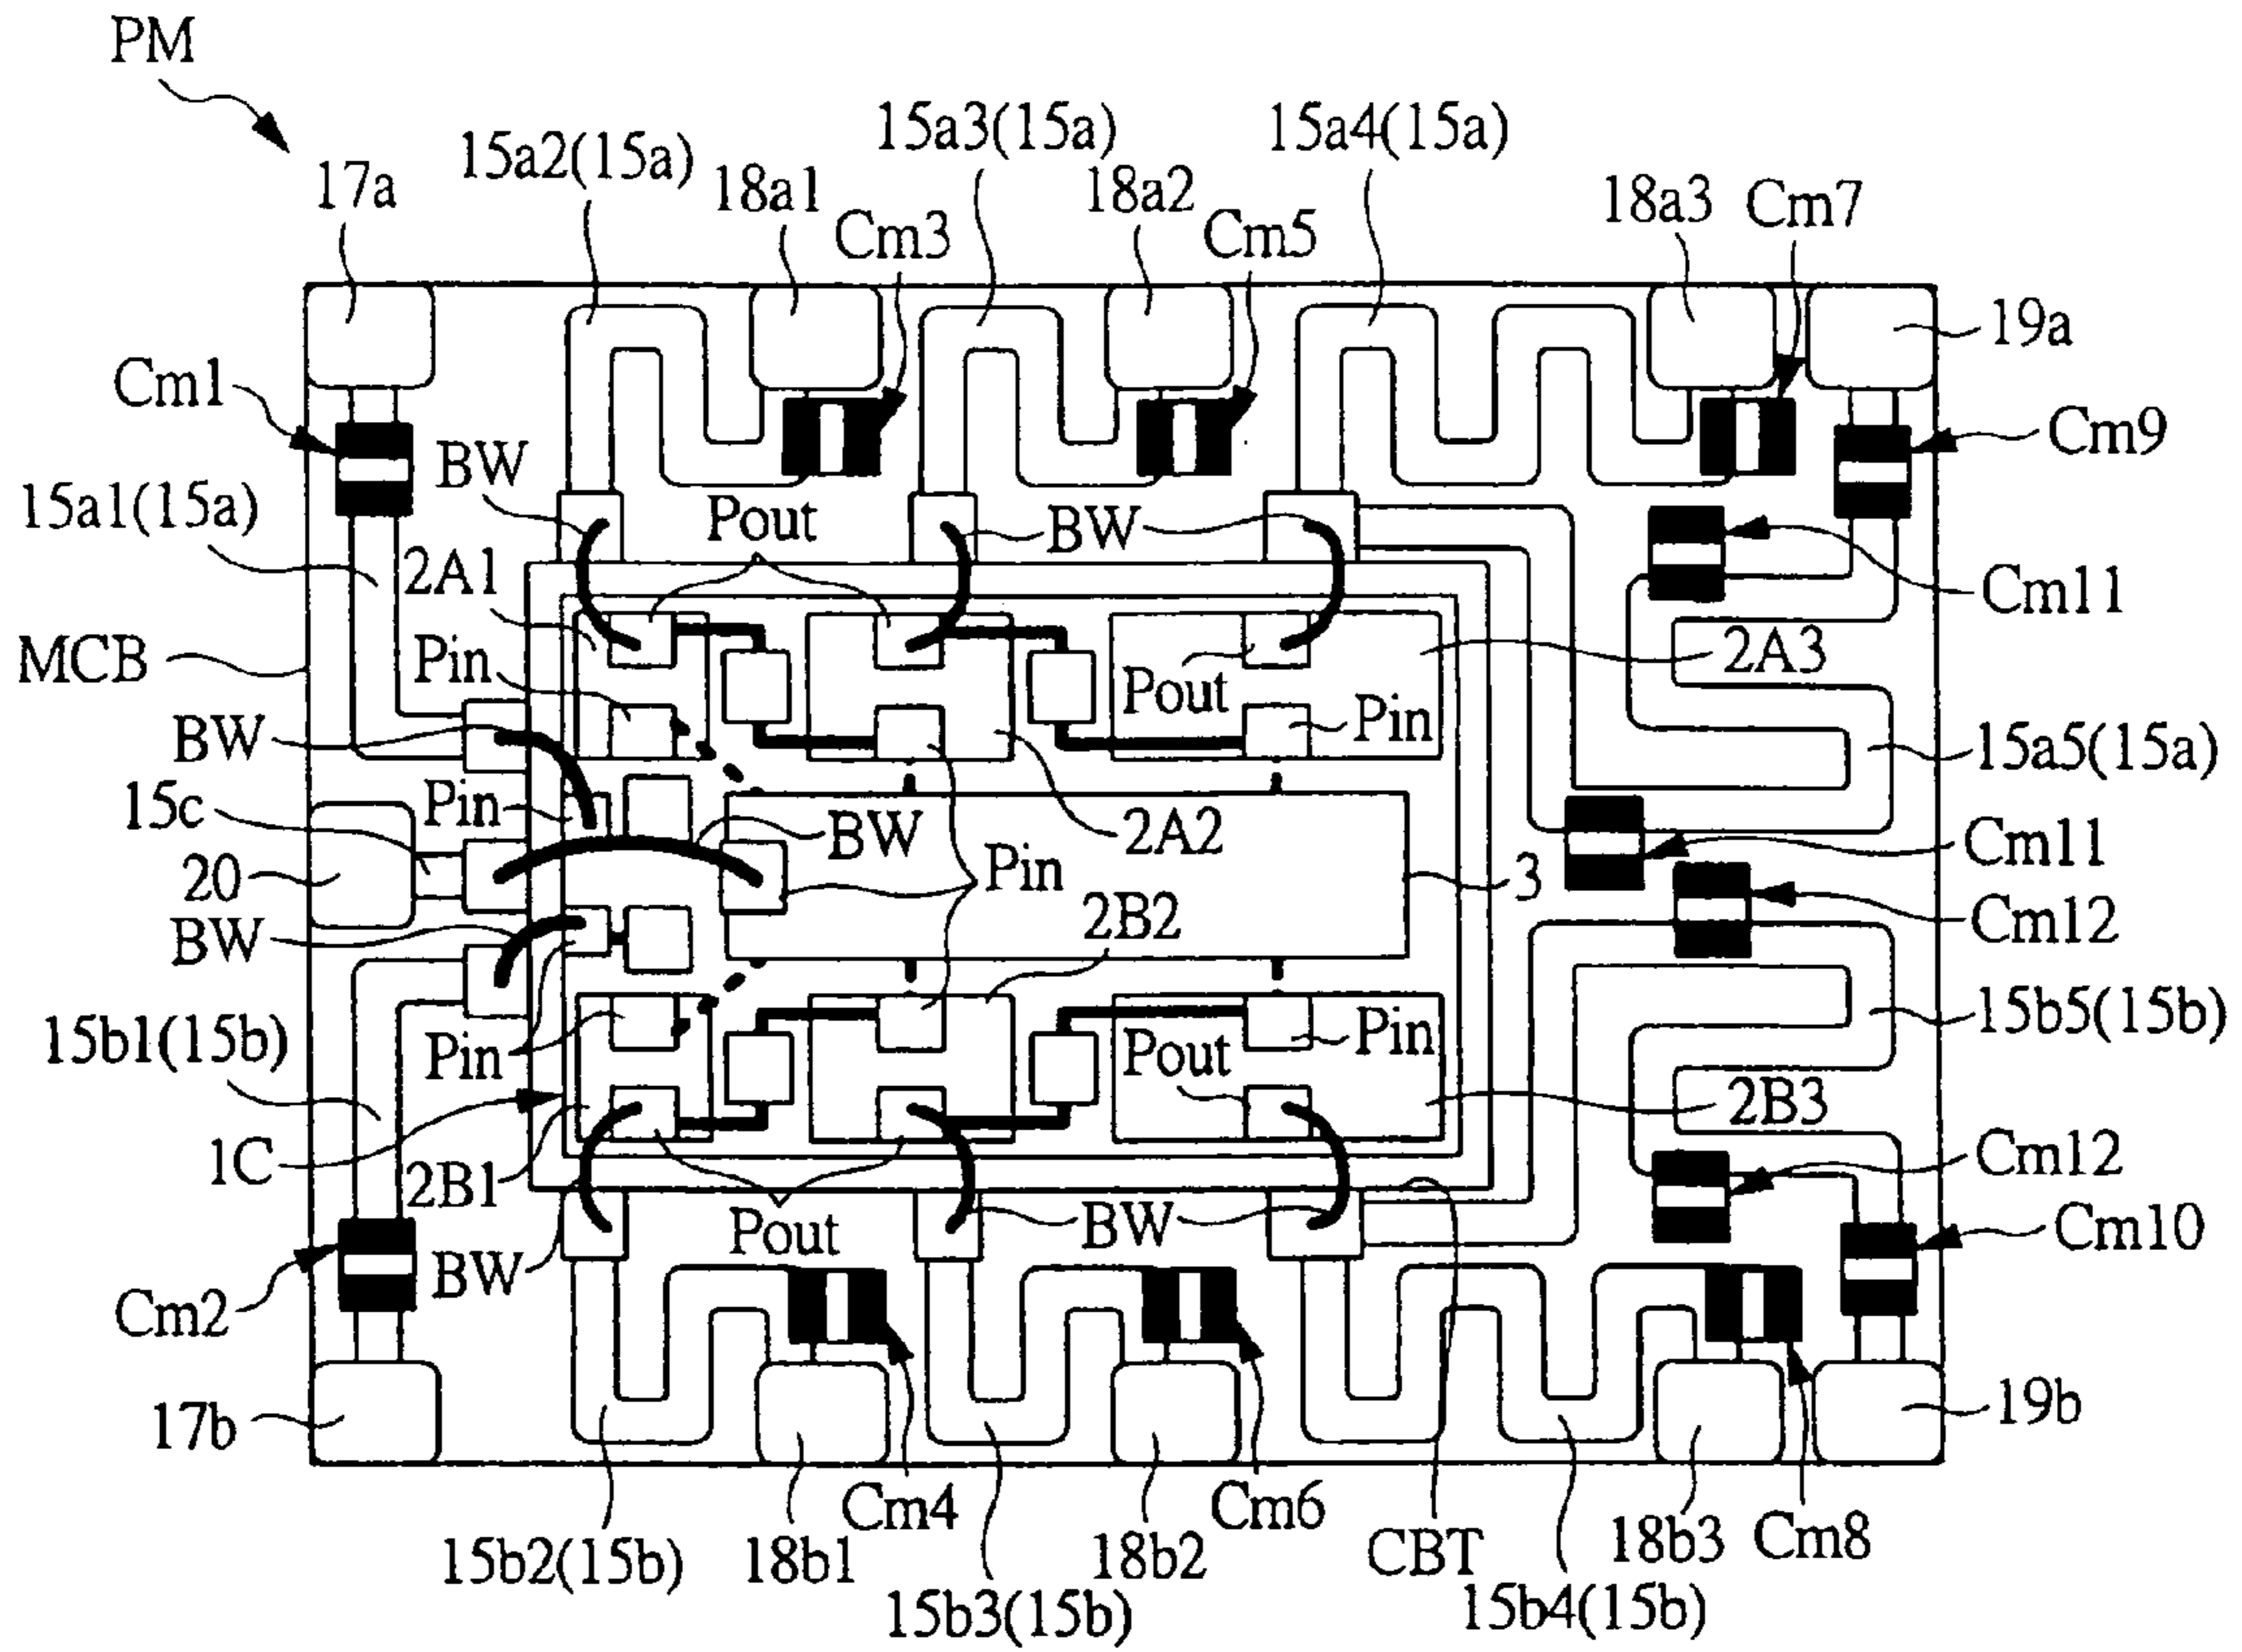 PM
15a3(15a)
15a4(15a)
15a2(15a)
17a
18a1
18a2
18a3
Cm7
Cm3
Cm5
19a
Cm1
Cm9
BW
15a1(15a)
Pout
BW
2A1
Cm11
MCB
Pin
2A3
Pout
Pin
BW
15a5(15a)
15c
Pin
BW
2A2
Cm11
20
Pin
3
BW
2B2
Cm12
15b1(15b)
Pin
Pout
Pin
15b5(15b)
2B3
1C
2B1
Cm12
Pout
BW
Cm10
BW
Cm2
17b
19b
Cm4
Cm6
15b2(15b)
18b1
18b2
CBT
18b3
Cm8
15b3(15b)
15b4(15b)